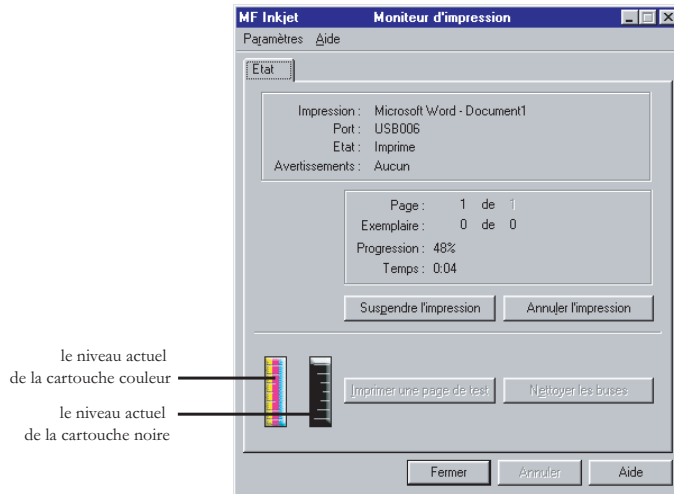 MF Inkjet Moniteur d'impression
Paramètres Aide
Etat
Impression : Microsoft Word - Document1
Port : USB006
Etat : Imprime
Avertissements : Aucun
Page : 1 de 1
Exemplaire : 0 de 0
Progression : 48%
Temps : 0:04
Suspendre l'impression Annuler l'impression
le niveau actuel
de la cartouche couleur
le niveau actuel
de la cartouche noire
Imprimer une page de test Nettoyer les buses
Fermer Annuler Aide